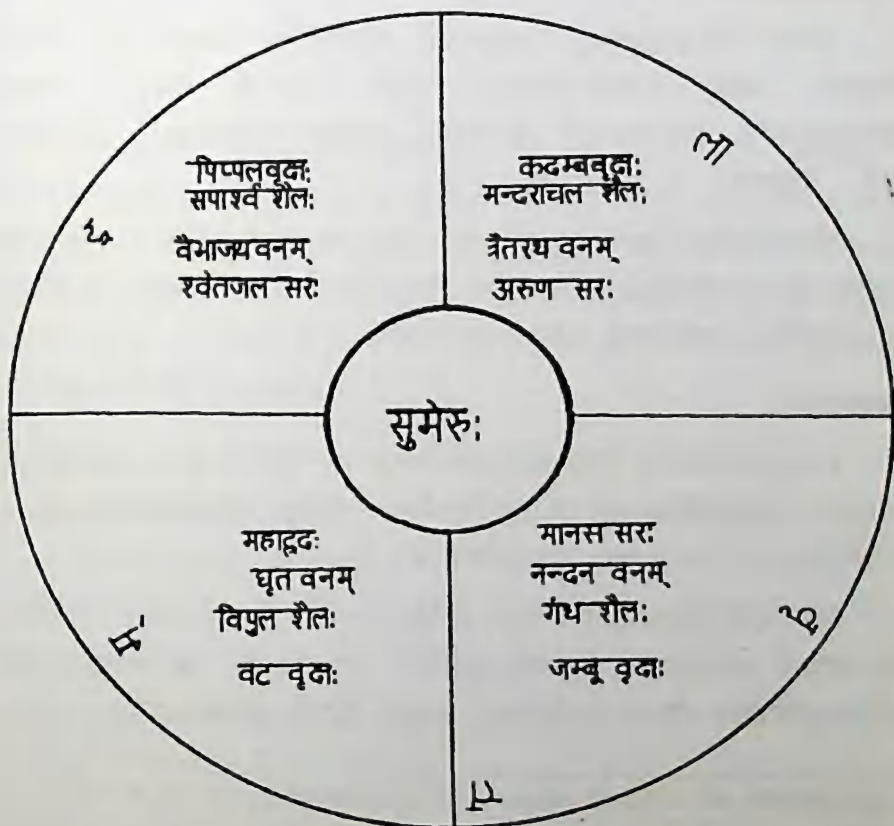 पिप्पलवृक्षः
सपार्श्व शैलः
वैभाज्यवनम्
श्वेतजल सरः
कदम्बवृक्षः
मन्दराचल शैलः
त्रैतरथ वनम्
अरुण सरः
सुमेरुः
महाह्रदः
घृत वनम्
विपुल शैलः
वट वृक्षः
मानस सरः
नन्दन वनम्
गंध शैलः
जम्बू वृक्षः